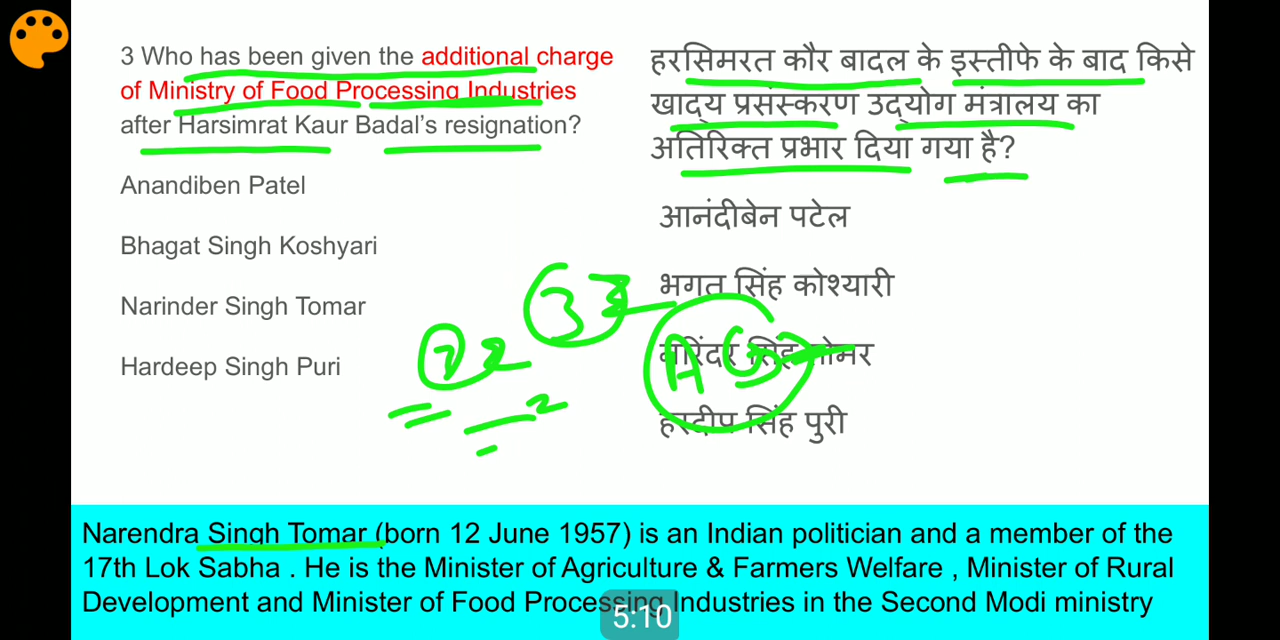 3 Who has been given the additional charge
of Ministry of Food Processing Industries
after Harsimrat Kaur Badal's resignation?
Anandiben Patel
Bhagat Singh Koshyari
Narinder Singh Tomar
Hardeep Singh Puri
हरसिमरत कौर बादल के इस्तीफे के बाद किसे
खाद्य प्रसंस्करण उद्योग मंत्रालय का
अतिरिक्त प्रभार दिया गया है?
आनंदीबेन पटेल
भगत सिंह कोश्यारी
नरिंदर सिंह तोमर
हरदीप सिंह पुरी
Narendra Singh Tomar (born 12 June 1957) is an Indian politician and a member of the
17th Lok Sabha . He is the Minister of Agriculture & Farmers Welfare , Minister of Rural
Development and Minister of Food Processing Industries in the Second Modi ministry
5:10